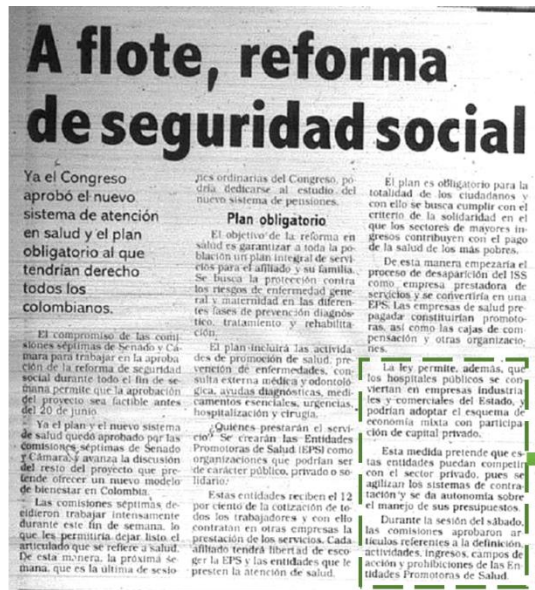 A flote, reforma
de seguridad social
Ya el Congreso
aprobó el nuevo
sistema de atención
en salud y el plan
obligatorio al que
tendrían derecho
todos los
colombianos.
El compromiso de las comi-
siones séptimas de Senado y Cá-
mara para trabajar en la aproba-
ción de la reforma de seguridad
social durante todo el fin de se-
mana permite que la aprobación
del proyecto sea factible antes
del 20 de junio.
Ya el plan y el nuevo sistema
de salud quedó aprobado por las
comisiones séptimas de Senado
y Cámara y avanza la discusión
del resto del proyecto que pre-
tende ofrecer un nuevo modelo
de bienestar en Colombia.
Las comisiones séptimas de-
cidieron trabajar intensamente
durante este fin de semana, lo
que les permitiría dejar listo el
articulado que se refiere a salud.
De esta manera, la próxima se-
mana, que es la última de sesio-
nes ordinarias del Congreso, po-
dría dedicarse al estudio del
nuevo sistema de pensiones.
Plan obligatorio
El objetivo de la reforma en
salud es garantizar a toda la po-
blación un plan integral de servi-
cios para el afiliado y su familia.
Se busca la protección contra
los riesgos de enfermedad gene-
ral y maternidad en las diferen-
tes fases de prevención diagnós-
tico, tratamiento y rehabilita-
ción.
El plan incluirá las activida-
des de promoción de salud, pre-
vención de enfermedades, con-
sulta externa médica y odontoló-
gica, ayudas diagnósticas, medi-
camentos esenciales, urgencias,
hospitalización y cirugía.
¿Quiénes prestarán el servi-
cio? Se crearán las Entidades
Promotoras de Salud (EPS) como
organizaciones que podrían ser
de carácter público, privado o so-
lidario.
Estas entidades reciben el 12
por ciento de la cotización de to-
dos los trabajadores y con ello
contratan en otras empresas la
prestación de los servicios. Cada
afiliado tendrá libertad de esco-
ger la EPS y las entidades que le
presten la atención de salud.
El plan es obligatorio para la
totalidad de los ciudadanos y
con ello se busca cumplir con el
criterio de la solidaridad en el
que los sectores de mayores in-
gresos contribuyen con el pago
de la salud de los más pobres.
De esta manera empezaría el
proceso de desaparición del ISS
como empresa prestadora de
servicios y se convertiría en una
EPS. Las empresas de salud pre-
pagada constituirían promoto-
ras, así como las cajas de com-
pensación y otras organizacio-
nes.
La ley permite, además, que
los hospitales públicos se con-
viertan en empresas industria-
les y comerciales del Estado, y
podrían adoptar el esquema de
economía mixta con participa-
ción de capital privado.
Esta medida pretende que es-
tas entidades puedan competir
con el sector privado, pues se
agilizan los sistemas de contra-
tación y se da autonomía sobre
el manejo de sus presupuestos.
Durante la sesión del sábado,
las comisiones aprobaron ar-
tículos referentes a la definición,
actividades, ingresos, campos de
acción y prohibiciones de las En-
tidades Promotoras de Salud.